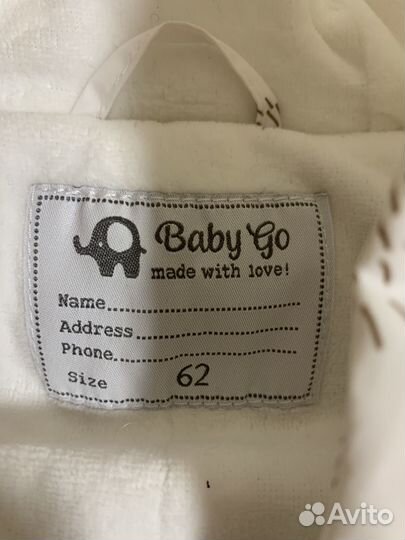 Baby Go
made with love!
Name
Address
Phone
Size 62
Avito